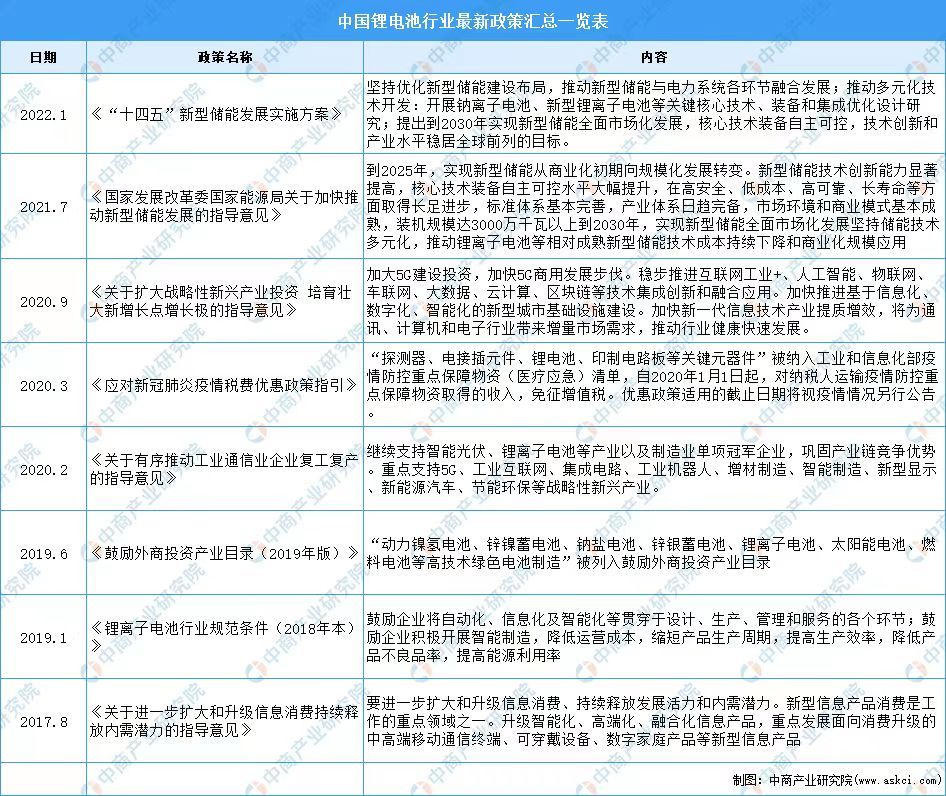 中国锂电池行业最新政策汇总一览表
日期 政策名称 内容
2022.1
《“十四五”新型储能发展实施方案》
坚持优化新型储能建设布局，推动新型储能与电力系统各环节融合发展；推动多元化技
术开发：开展钠离子电池、新型锂离子电池等关键核心技术、装备和集成优化设计研
究；提出到2030年实现新型储能全面市场化发展，核心技术装备自主可控，技术创新和
产业水平稳居全球前列的目标。
2021.7
《国家发展改革委国家能源局关于加快推
动新型储能发展的指导意见》
到2025年，实现新型储能从商业化初期向规模化发展转变。新型储能技术创新能力显著
提高，核心技术装备自主可控水平大幅提升，在高安全、低成本、高可靠、长寿命等方
面取得长足进步，标准体系基本完善，产业体系日趋完备，市场环境和商业模式基本成
熟，装机规模达3000万千瓦以上到2030年，实现新型储能全面市场化发展坚持储能技术
多元化，推动锂离子电池等相对成熟新型储能技术成本持续下降和商业化规模应用
2020.9
《关于扩大战略性新兴产业投资 培育壮
大新增长点增长极的指导意见》
加大5G建设投资，加快5G商用发展步伐。稳步推进互联网工业+、人工智能、物联网、
车联网、大数据、云计算、区块链等技术集成创新和融合应用。加快推进基于信息化、
数字化、智能化的新型城市基础设施建设。加快新一代信息技术产业提质增效，将为通
讯、计算机和电子行业带来增量市场需求，推动行业健康快速发展。
2020.3
《应对新冠肺炎疫情税费优惠政策指引》
“探测器、电接插元件、锂电池、印制电路板等关键元器件”被纳入工业和信息化部疫
情防控重点保障物资（医疗应急）清单，自2020年1月1日起，对纳税人运输疫情防控重
点保障物资取得的收入，免征增值税。优惠政策适用的截止日期将视疫情情况另行公告
。
2020.2
《关于有序推动工业通信业企业复工复产
的指导意见》
继续支持智能光伏、锂离子电池等产业以及制造业单项冠军企业，巩固产业链竞争优势
。重点支持5G、工业互联网、集成电路、工业机器人、增材制造、智能制造、新型显示
、新能源汽车、节能环保等战略性新兴产业。
2019.6
《鼓励外商投资产业目录（2019年版）》
“动力镍氢电池、锌镍蓄电池、钠盐电池、锌银蓄电池、锂离子电池、太阳能电池、燃
料电池等高技术绿色电池制造”被列入鼓励外商投资产业目录
2019.1
《锂离子电池行业规范条件（2018年本）
》
鼓励企业将自动化、信息化及智能化等贯穿于设计、生产、管理和服务的各个环节；鼓
励企业积极开展智能制造，降低运营成本，缩短产品生产周期，提高生产效率，降低产
品不良品率，提高能源利用率
2017.8
《关于进一步扩大和升级信息消费持续释
放内需潜力的指导意见》
要进一步扩大和升级信息消费、持续释放发展活力和内需潜力。新型信息产品消费是工
作的重点领域之一。升级智能化、高端化、融合化信息产品，重点发展面向消费升级的
中高端移动通信终端、可穿戴设备、数字家庭产品等新型信息产品
制图：中商产业研究院(www.askci.com)